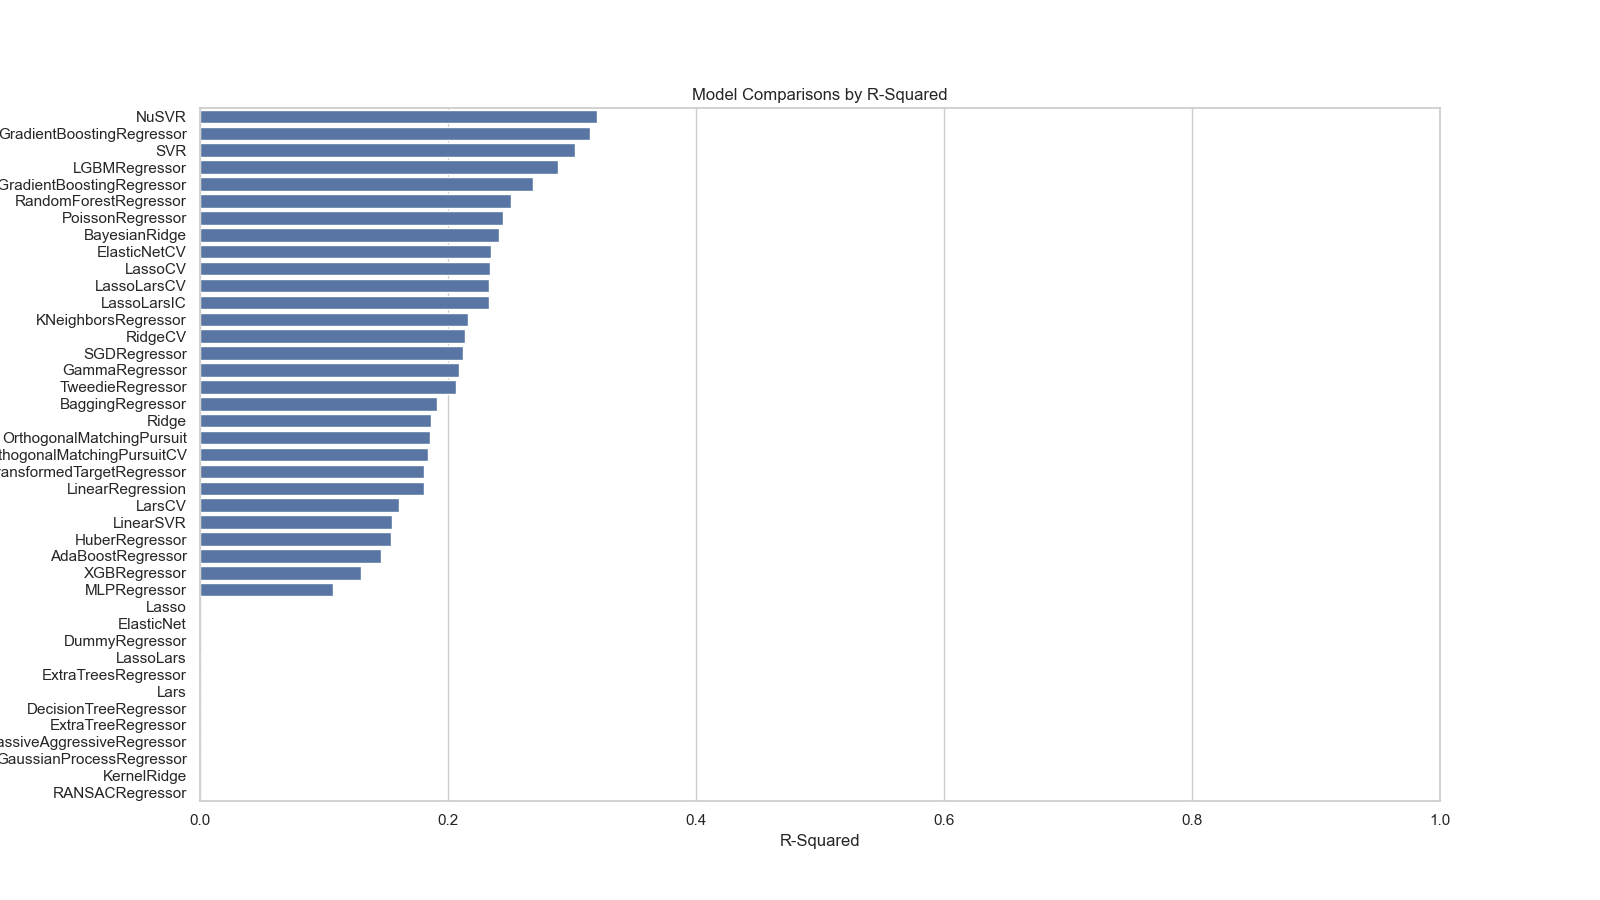 Model Comparisons by R-Squared
NuSVR
GradientBoostingRegressor
SVR
LGBMRegressor
GradientBoostingRegressor
RandomForestRegressor
PoissonRegressor
BayesianRidge
ElasticNetCV
LassoCV
LassoLarsCV
LassoLarsIC
KNeighborsRegressor
RidgeCV
SGDRegressor
GammaRegressor
TweedieRegressor
BaggingRegressor
Ridge
OrthogonalMatchingPursuit
thogonalMatchingPursuitCV
ansformedTargetRegressor
LinearRegression
LarsCV
LinearSVR
HuberRegressor
AdaBoostRegressor
XGBRegressor
MLPRegressor
Lasso
ElasticNet
DummyRegressor
LassoLars
ExtraTreesRegressor
Lars
DecisionTreeRegressor
ExtraTreeRegressor
assiveAggressiveRegressor
GaussianProcessRegressor
KernelRidge
RANSACRegressor
0.0 0.2 0.4 0.6 0.8 1.0
R-Squared